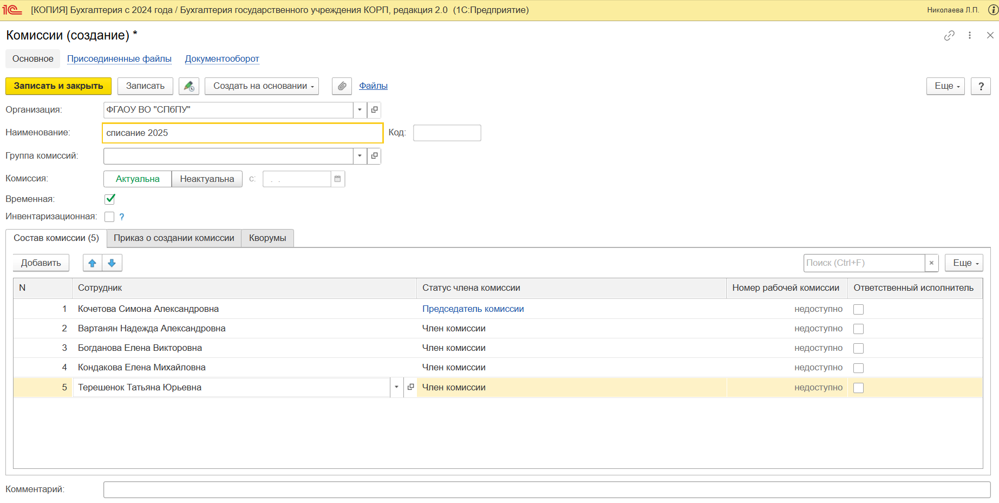 1С [КОПИЯ] Бухгалтерия с 2024 года / Бухгалтерия государственного учреждения КОРП, редакция 2.0 (1С:Предприятие) Николаева Л.П. i
Комиссии (создание) *
Основное Присоединенные файлы Документооборот
Записать и закрыть Записать Создать на основании Файлы Еще ?
Организация: ФГАОУ ВО "СПбПУ"
Наименование: списание 2025 Код:
Группа комиссий:
Комиссия: Актуальна Неактуальна с: . .
Временная:
Инвентаризационная: ?
Состав комиссии (5) Приказ о создании комиссии Кворумы
Добавить Поиск (Ctrl+F) × Еще
N Сотрудник Статус члена комиссии Номер рабочей комиссии Ответственный исполнитель
1 Кочетова Симона Александровна Председатель комиссии недоступно
2 Вартанян Надежда Александровна Член комиссии недоступно
3 Богданова Елена Викторовна Член комиссии недоступно
4 Кондакова Елена Михайловна Член комиссии недоступно
5 Терешенок Татьяна Юрьевна Член комиссии недоступно
Комментарий: